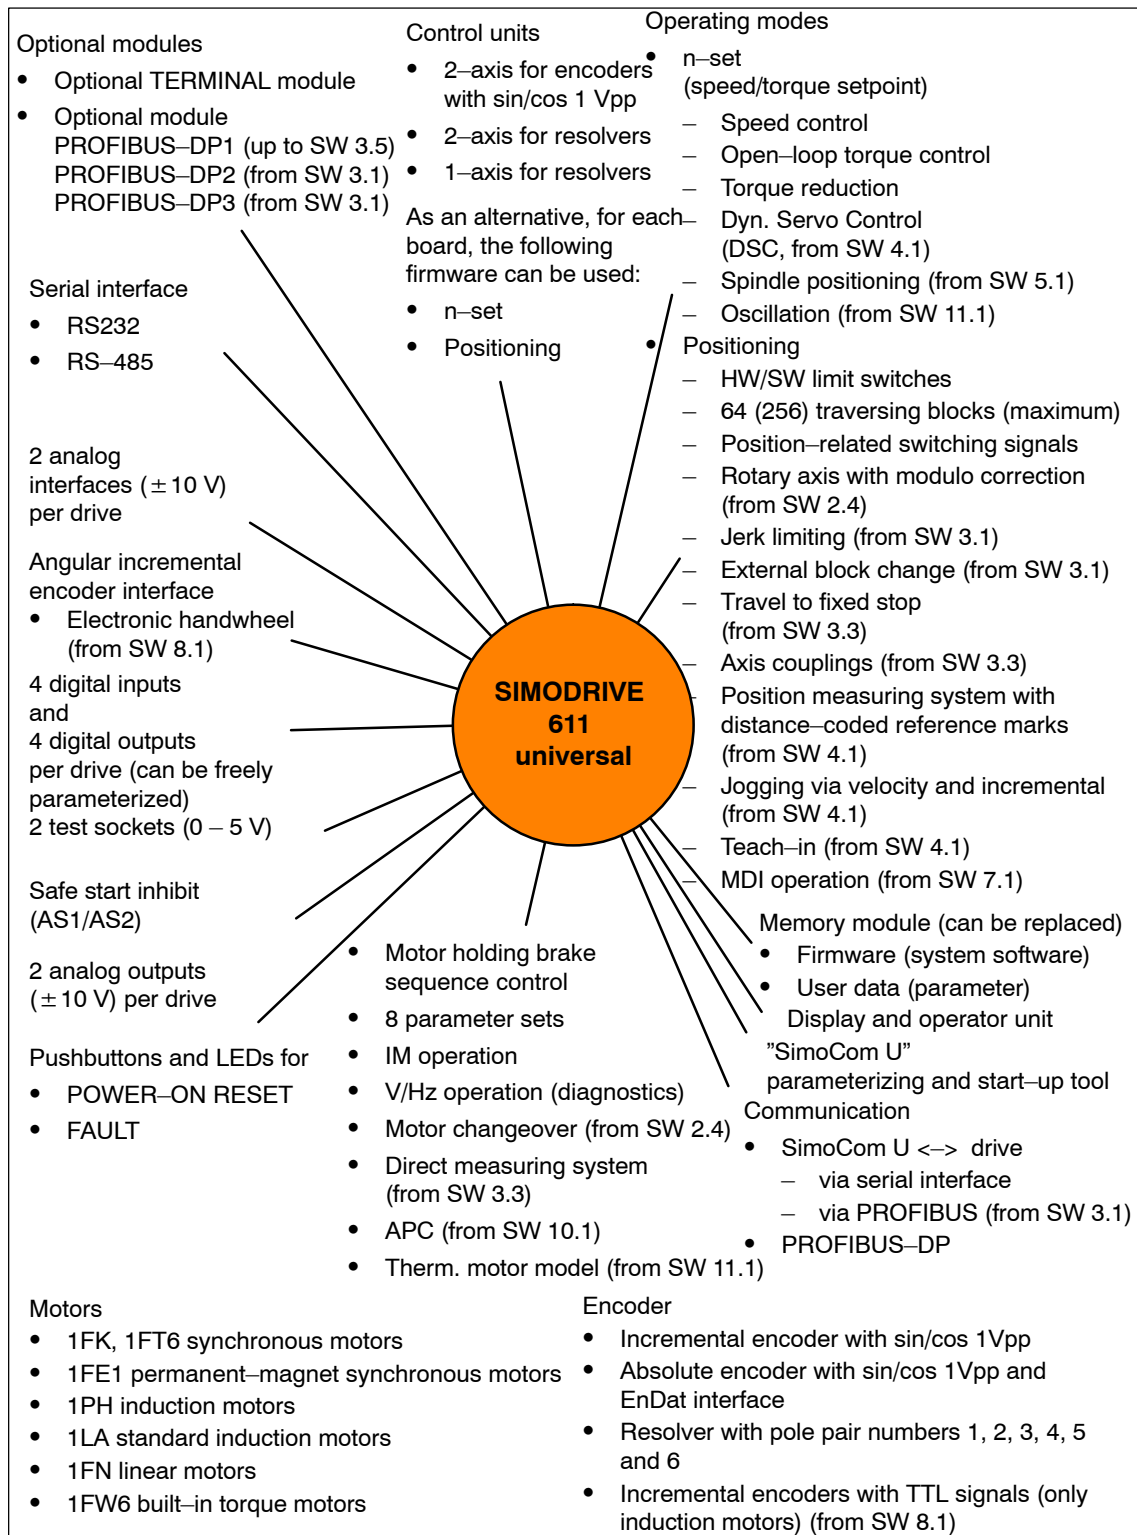 Optional modules
• Optional TERMINAL module
• Optional module
PROFIBUS–DP1 (up to SW 3.5)
PROFIBUS–DP2 (from SW 3.1)
PROFIBUS–DP3 (from SW 3.1)
Serial interface
• RS232
• RS–485
2 analog
interfaces (±10 V)
per drive
Angular incremental
encoder interface
• Electronic handwheel
(from SW 8.1)
4 digital inputs
and
4 digital outputs
per drive (can be freely
parameterized)
2 test sockets (0 – 5 V)
Safe start inhibit
(AS1/AS2)
2 analog outputs
(±10 V) per drive
Pushbuttons and LEDs for
• POWER–ON RESET
• FAULT
Control units
• 2–axis for encoders
with sin/cos 1 Vpp
• 2–axis for resolvers
• 1–axis for resolvers
As an alternative, for each
board, the following
firmware can be used:
• n–set
• Positioning
SIMODRIVE
611
universal
• Motor holding brake
sequence control
• 8 parameter sets
• IM operation
• V/Hz operation (diagnostics)
• Motor changeover (from SW 2.4)
• Direct measuring system
(from SW 3.3)
• APC (from SW 10.1)
• Therm. motor model (from SW 11.1)
Operating modes
• n–set
(speed/torque setpoint)
– Speed control
– Open–loop torque control
– Torque reduction
– Dyn. Servo Control
(DSC, from SW 4.1)
– Spindle positioning (from SW 5.1)
– Oscillation (from SW 11.1)
• Positioning
– HW/SW limit switches
– 64 (256) traversing blocks (maximum)
– Position–related switching signals
– Rotary axis with modulo correction
(from SW 2.4)
– Jerk limiting (from SW 3.1)
– External block change (from SW 3.1)
– Travel to fixed stop
(from SW 3.3)
– Axis couplings (from SW 3.3)
– Position measuring system with
distance–coded reference marks
(from SW 4.1)
– Jogging via velocity and incremental
(from SW 4.1)
– Teach–in (from SW 4.1)
– MDI operation (from SW 7.1)
Memory module (can be replaced)
• Firmware (system software)
• User data (parameter)
Display and operator unit
”SimoCom U”
parameterizing and start–up tool
Communication
• SimoCom U <–> drive
– via serial interface
– via PROFIBUS (from SW 3.1)
• PROFIBUS–DP
Motors
• 1FK, 1FT6 synchronous motors
• 1FE1 permanent–magnet synchronous motors
• 1PH induction motors
• 1LA standard induction motors
• 1FN linear motors
• 1FW6 built–in torque motors
Encoder
• Incremental encoder with sin/cos 1Vpp
• Absolute encoder with sin/cos 1Vpp and
EnDat interface
• Resolver with pole pair numbers 1, 2, 3, 4, 5
and 6
• Incremental encoders with TTL signals (only
induction motors) (from SW 8.1)